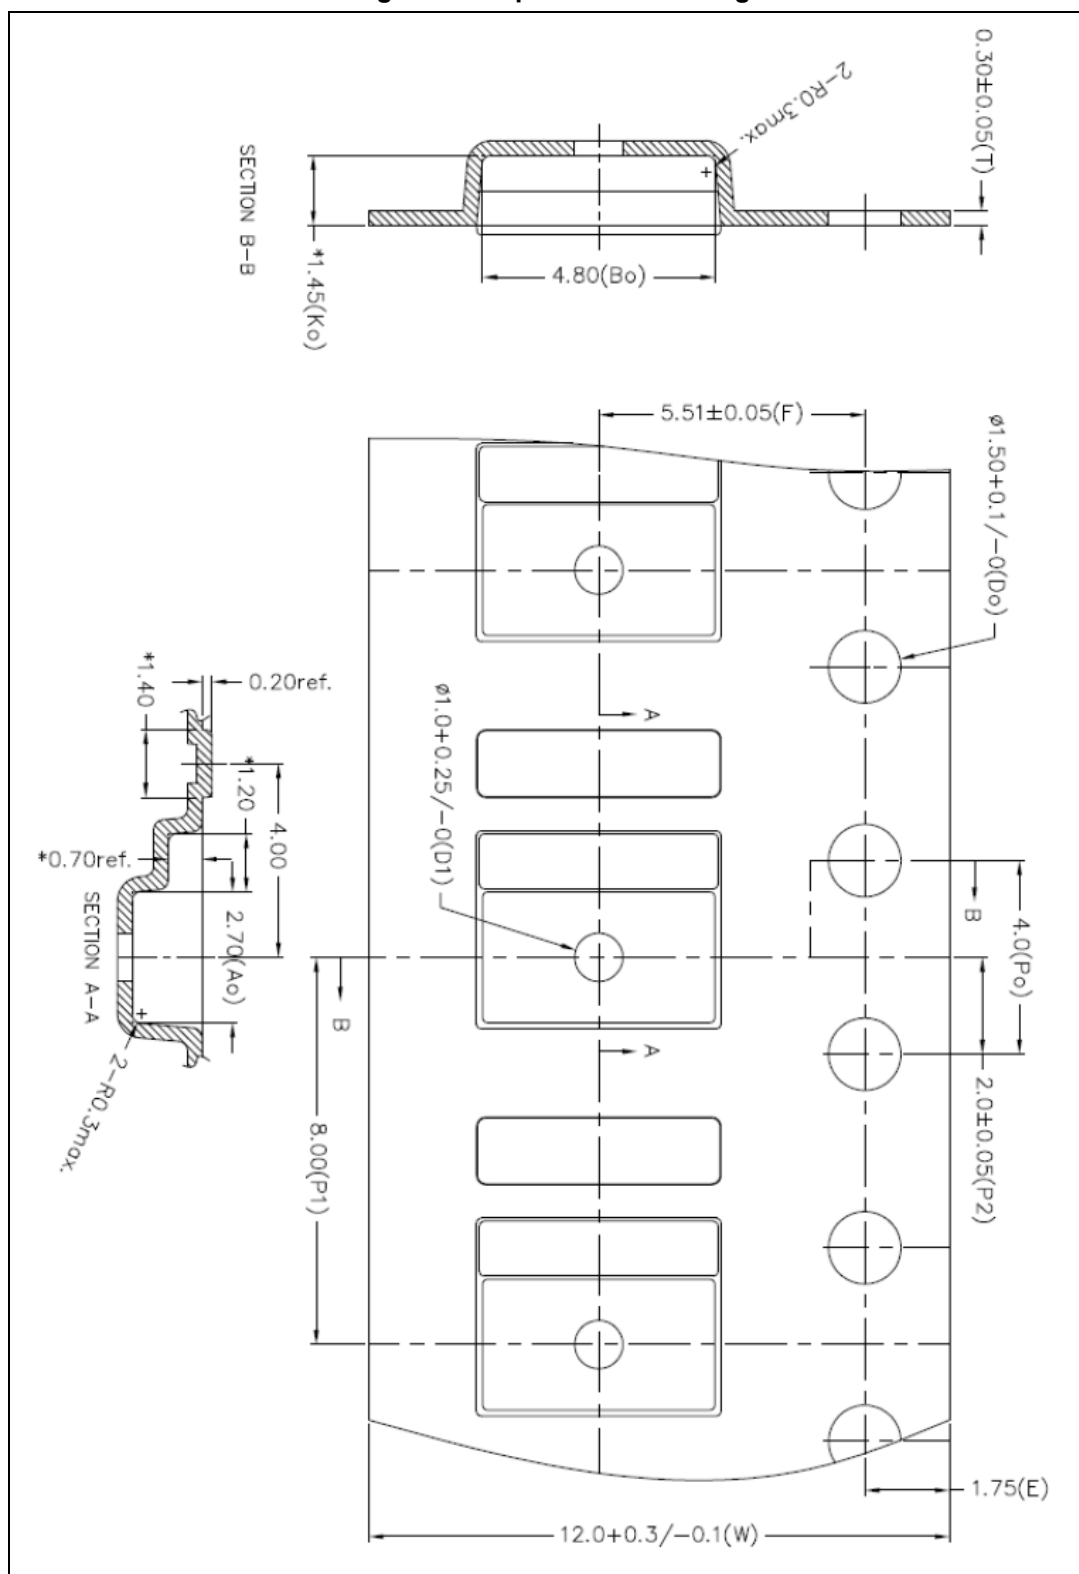 0.30±0.05(T)
2-R0.3max.
SECTION B-B
*1.45(Ko)
4.80(Bo)
5.51±0.05(F)
ø1.50+0.1/-0(Do)
*1.40
0.20ref.
*1.20
4.00
*0.70ref.
2.70(Ao)
SECTION A-A
2-R0.3max.
ø1.0+0.25/-0(D1)
A
A
B
B
4.0(Po)
2.0±0.05(P2)
8.00(P1)
1.75(E)
12.0+0.3/-0.1(W)